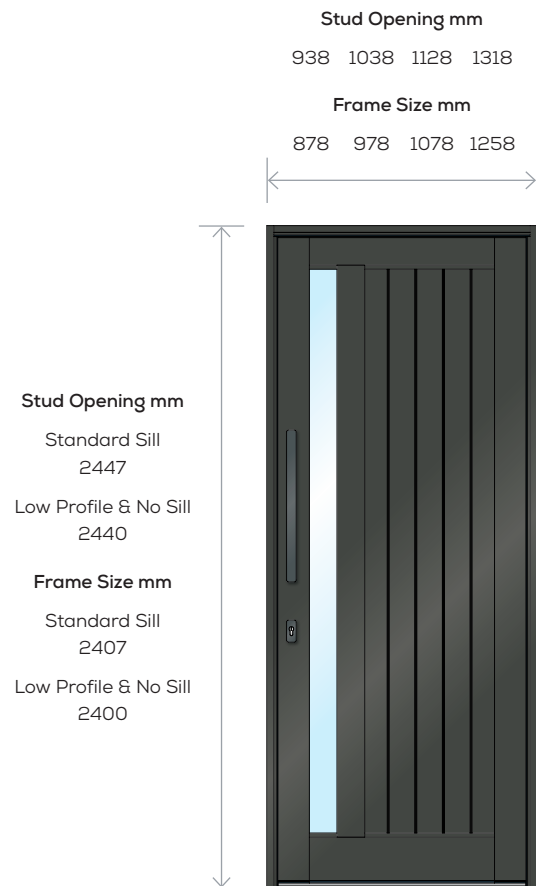 Stud Opening mm
938 1038 1128 1318
Frame Size mm
878 978 1078 1258
Stud Opening mm
Standard Sill
2447
Low Profile & No Sill
2440
Frame Size mm
Standard Sill
2407
Low Profile & No Sill
2400